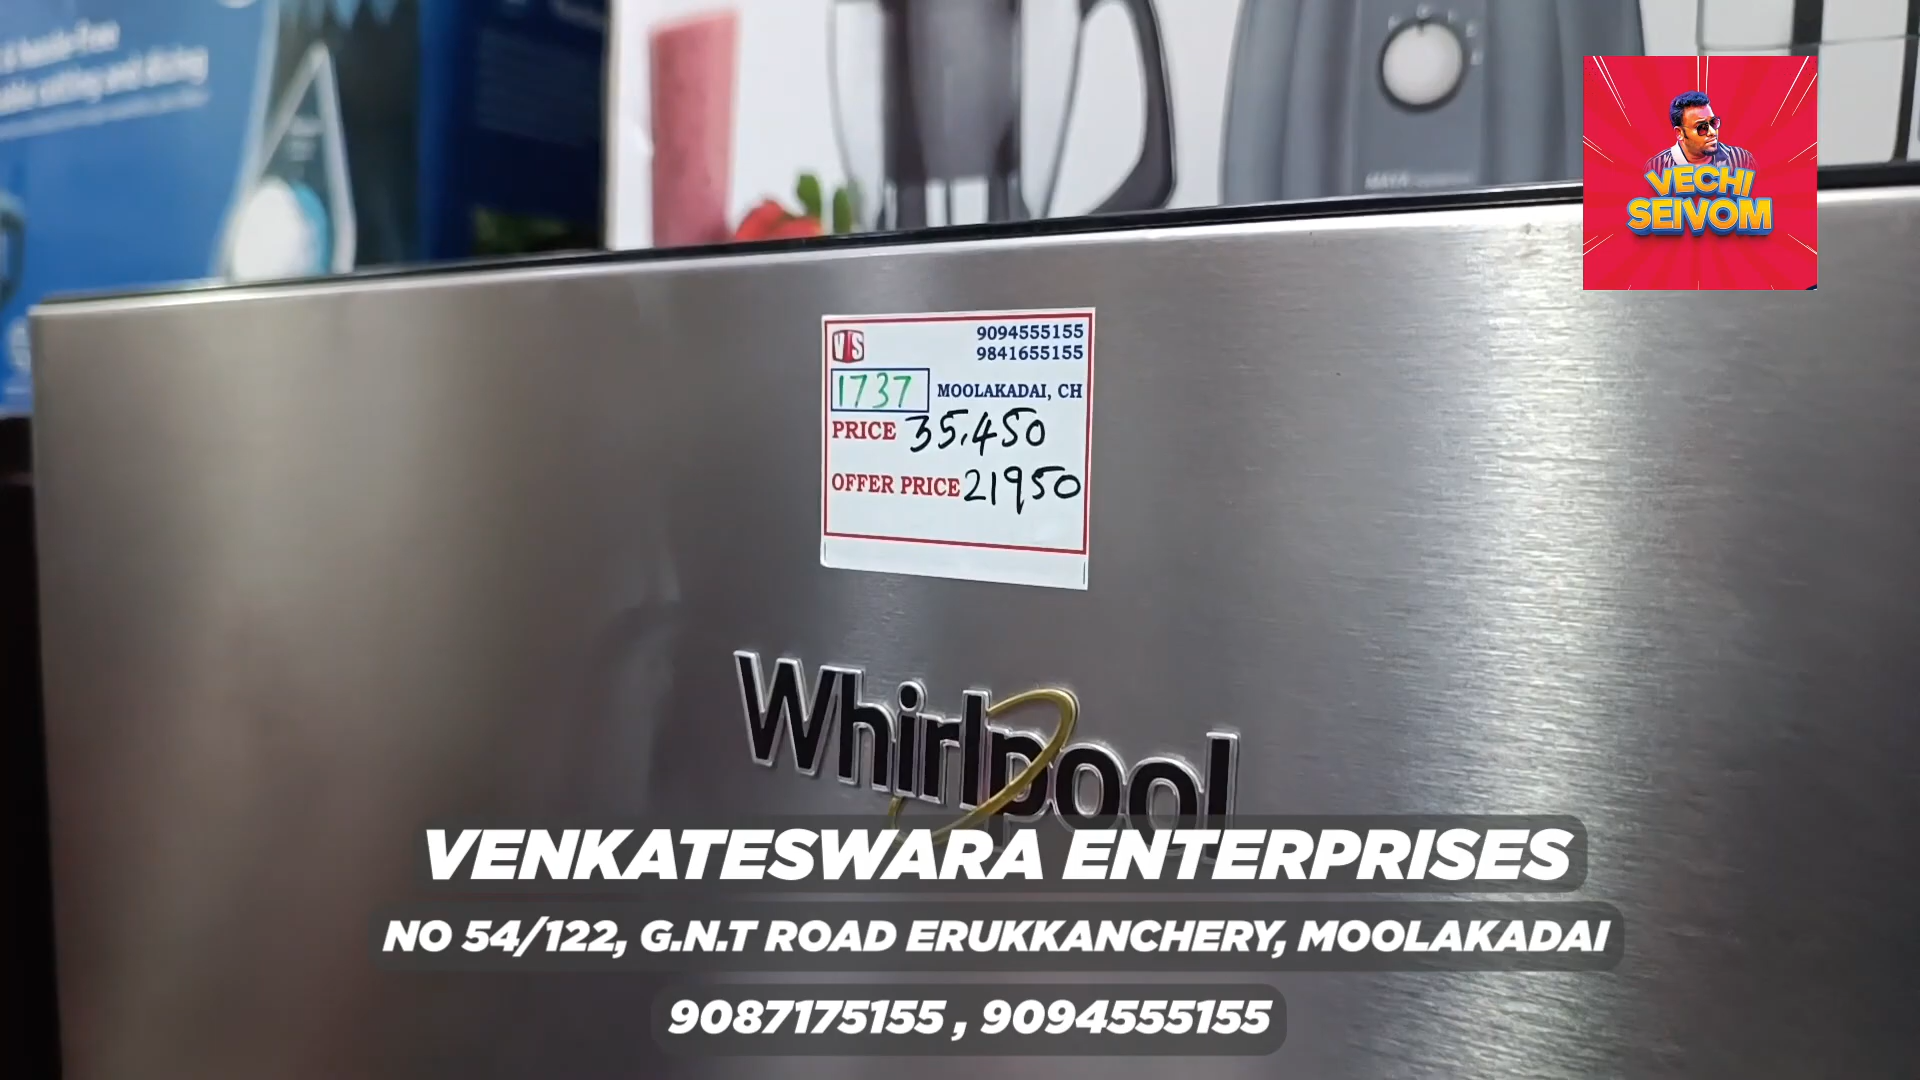 VECHI
SEIVOM
VTS
9094555155
9841655155
1737
MOOLAKADAI, CH
PRICE 35,450
OFFER PRICE 21950
Whirlpool
VENKATESWARA ENTERPRISES
NO 54/122, G.N.T ROAD ERUKKANCHERY, MOOLAKADAI
9087175155 , 9094555155